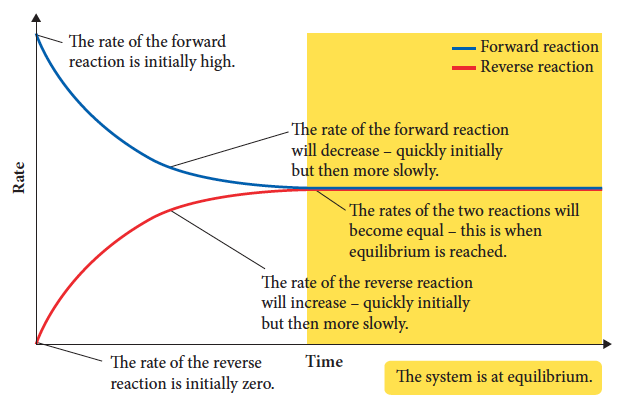 The rate of the forward
reaction is initially high.
Forward reaction
Reverse reaction
The rate of the forward reaction
will decrease – quickly initially
but then more slowly.
Rate
The rates of the two reactions will
become equal – this is when
equilibrium is reached.
The rate of the reverse reaction
will increase – quickly initially
but then more slowly.
The rate of the reverse
reaction is initially zero.
Time
The system is at equilibrium.